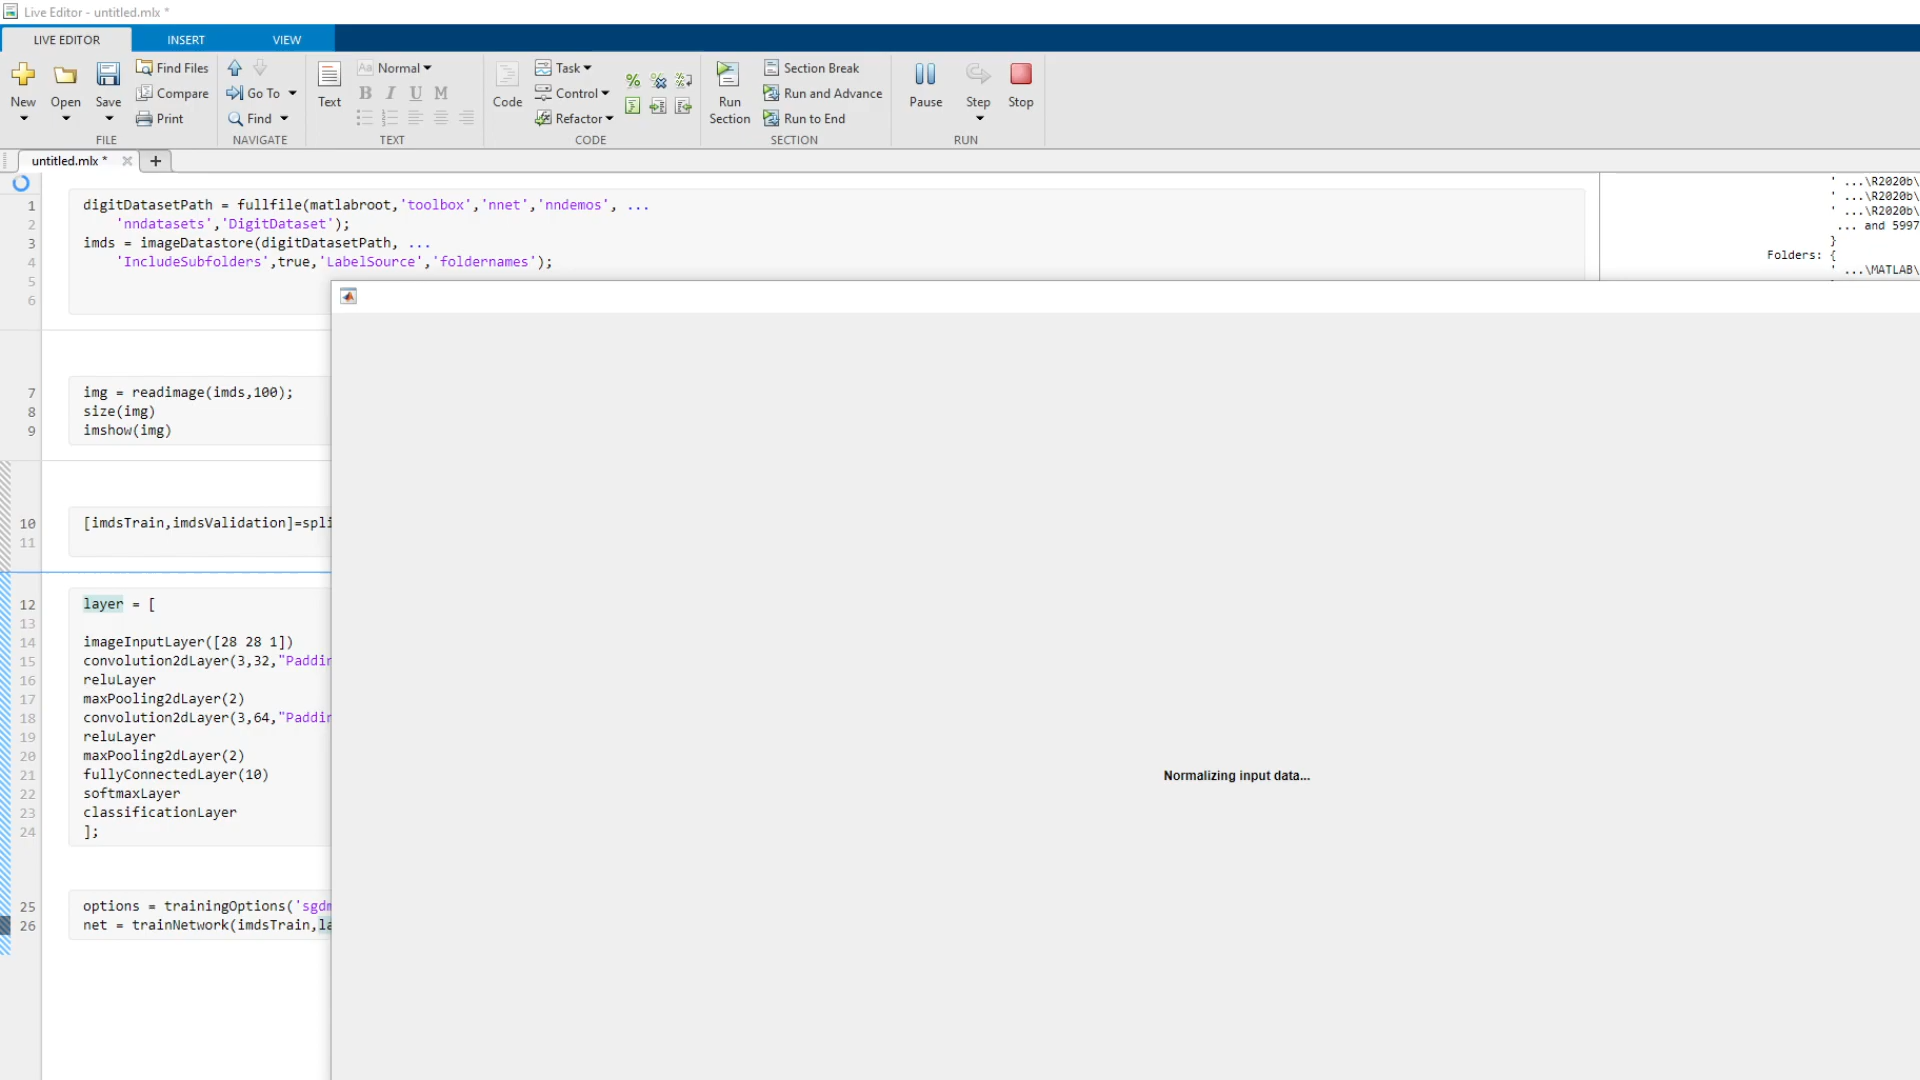 Live Editor - untitled.mlx *
LIVE EDITOR INSERT VIEW
New
Open
Save
Find Files
Compare
Print
FILE
Go To
Find
NAVIGATE
Text
Aa Normal
B I U M
TEXT
Code
Task
Control
Refactor
CODE
Run
Section
Section Break
Run and Advance
Run to End
SECTION
Pause
Step
Stop
RUN
untitled.mlx *
1 digitDatasetPath = fullfile(matlabroot,'toolbox','nnet','nndemos', ...
2 'nndatasets','DigitDataset');
3 imds = imageDatastore(digitDatasetPath, ...
4 'IncludeSubfolders',true,'LabelSource','foldernames');
5
6
7 img = readimage(imds,100);
8 size(img)
9 imshow(img)
10 [imdsTrain,imdsValidation]=spli
11
12 layer = [
13
14 imageInputLayer([28 28 1])
15 convolution2dLayer(3,32,"Paddin
16 reluLayer
17 maxPooling2dLayer(2)
18 convolution2dLayer(3,64,"Paddin
19 reluLayer
20 maxPooling2dLayer(2)
21 fullyConnectedLayer(10)
22 softmaxLayer
23 classificationLayer
24 ];
25 options = trainingOptions('sgdm
26 net = trainNetwork(imdsTrain,la
' ...\R2020b\
' ...\R2020b\
' ...\R2020b\
... and 5997
}
Folders: {
' ...\MATLAB\
Normalizing input data...